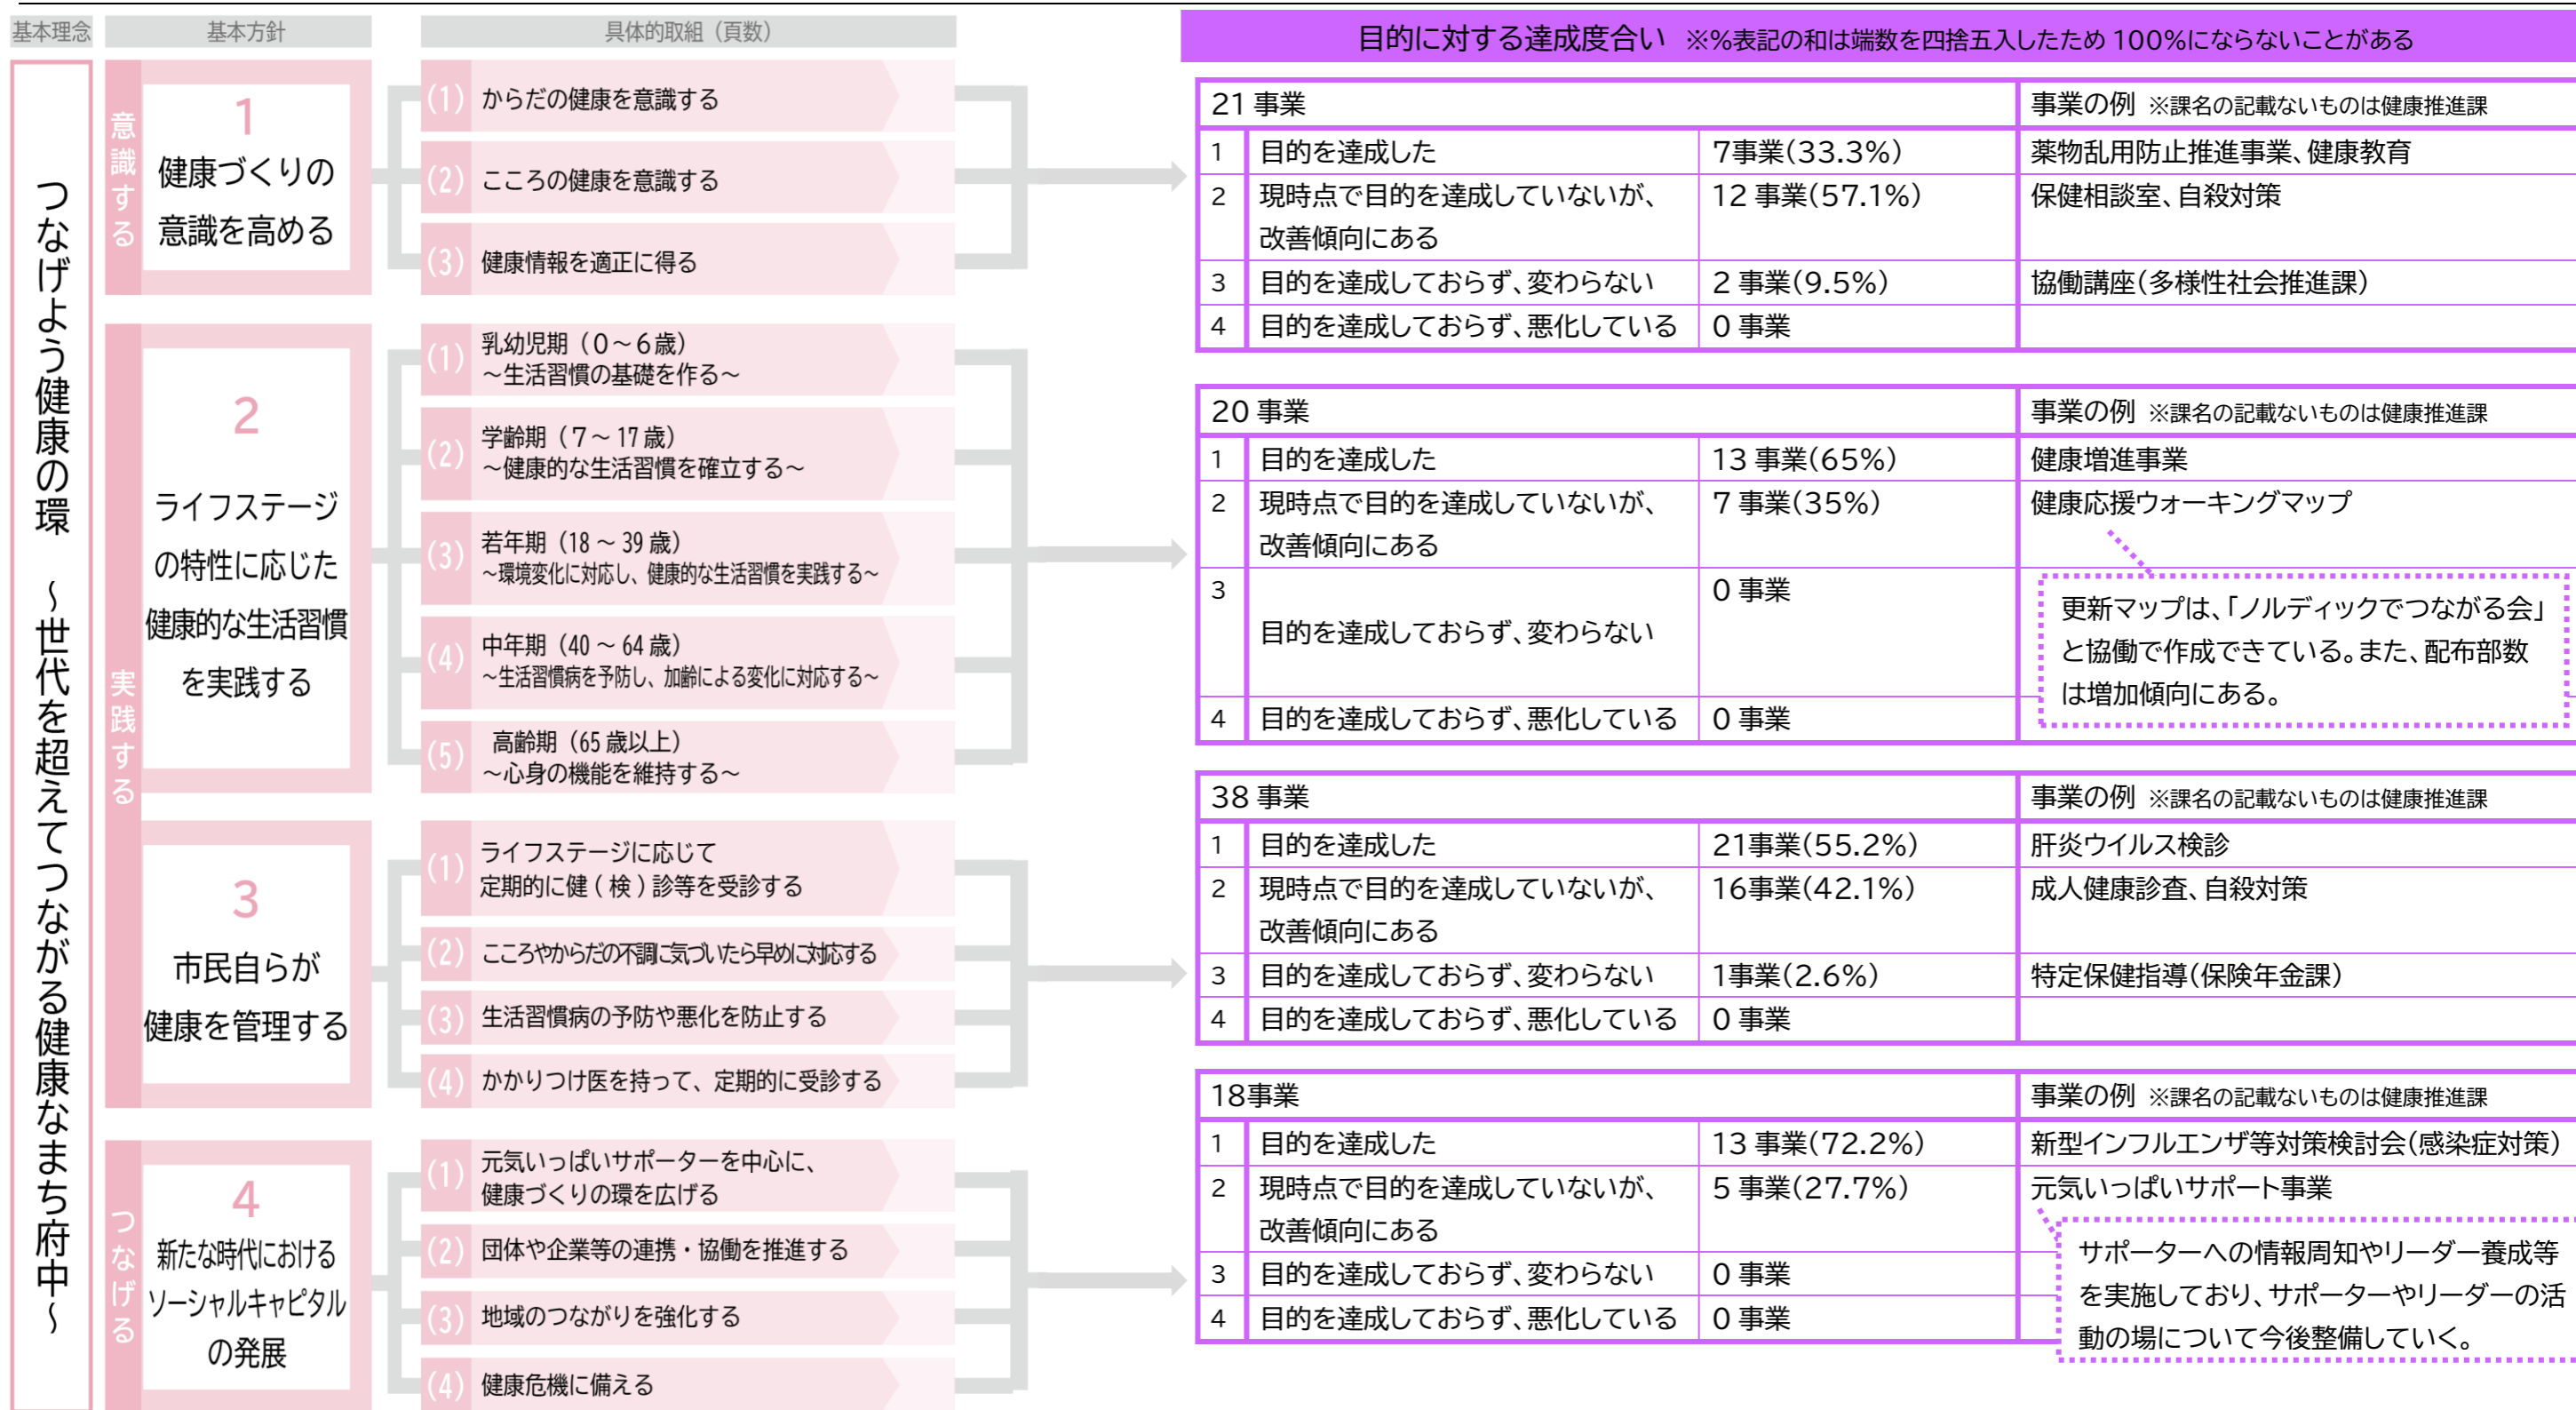 基本理念
基本方針
具体的取組（頁数）
目的に対する達成度合い ※%表記の和は端数を四捨五入したため 100%にならないことがある
つなげよう健康の環 ～世代を超えてつながる健康なまち府中～
意識する
1
健康づくりの
意識を高める
(1) からだの健康を意識する
(2) こころの健康を意識する
(3) 健康情報を適正に得る
21 事業 事業の例 ※課名の記載ないものは健康推進課
1 目的を達成した 7事業(33.3%) 薬物乱用防止推進事業、健康教育
2 現時点で目的を達成していないが、 12 事業(57.1%) 保健相談室、自殺対策
改善傾向にある
3 目的を達成しておらず、変わらない 2 事業(9.5%) 協働講座(多様性社会推進課)
4 目的を達成しておらず、悪化している 0 事業
実践する
2
ライフステージ
の特性に応じた
健康的な生活習慣
を実践する
(1) 乳幼児期（０～６歳）
～生活習慣の基礎を作る～
(2) 学齢期（７～ 17 歳）
～健康的な生活習慣を確立する～
(3) 若年期（18 ～ 39 歳）
～環境変化に対応し、健康的な生活習慣を実践する～
(4) 中年期（40 ～ 64 歳）
～生活習慣病を予防し、加齢による変化に対応する～
(5) 高齢期（65 歳以上）
～心身の機能を維持する～
20 事業 事業の例 ※課名の記載ないものは健康推進課
1 目的を達成した 13 事業(65%) 健康増進事業
2 現時点で目的を達成していないが、 7 事業(35%) 健康応援ウォーキングマップ
改善傾向にある
3 目的を達成しておらず、変わらない 0 事業
更新マップは、「ノルディックでつながる会」
と協働で作成できている。また、配布部数
は増加傾向にある。
4 目的を達成しておらず、悪化している 0 事業
3
市民自らが
健康を管理する
(1) ライフステージに応じて
定期的に健（検）診等を受診する
(2) こころやからだの不調に気づいたら早めに対応する
(3) 生活習慣病の予防や悪化を防止する
(4) かかりつけ医を持って、定期的に受診する
38 事業 事業の例 ※課名の記載ないものは健康推進課
1 目的を達成した 21事業(55.2%) 肝炎ウイルス検診
2 現時点で目的を達成していないが、 16事業(42.1%) 成人健康診査、自殺対策
改善傾向にある
3 目的を達成しておらず、変わらない 1事業(2.6%) 特定保健指導(保険年金課)
4 目的を達成しておらず、悪化している 0 事業
つなげる
4
新たな時代における
ソーシャルキャピタル
の発展
(1) 元気いっぱいサポーターを中心に、
健康づくりの環を広げる
(2) 団体や企業等の連携・協働を推進する
(3) 地域のつながりを強化する
(4) 健康危機に備える
18事業 事業の例 ※課名の記載ないものは健康推進課
1 目的を達成した 13 事業(72.2%) 新型インフルエンザ等対策検討会(感染症対策)
2 現時点で目的を達成していないが、 5 事業(27.7%) 元気いっぱいサポート事業
改善傾向にある
3 目的を達成しておらず、変わらない 0 事業
4 目的を達成しておらず、悪化している 0 事業
サポーターへの情報周知やリーダー養成等
を実施しており、サポーターやリーダーの活
動の場について今後整備していく。